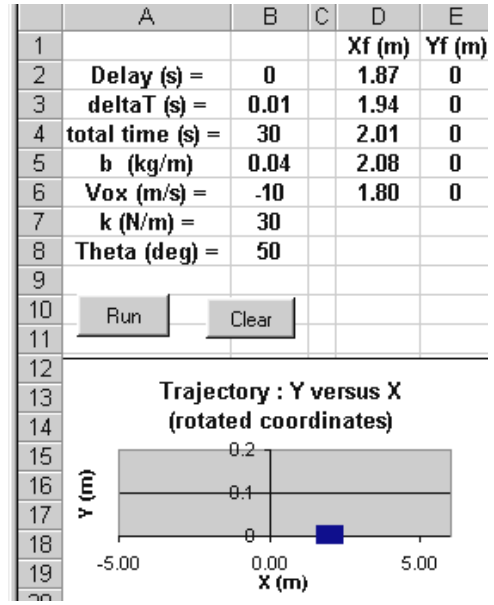 A B C D E
1 Xf (m) Yf (m)
2 Delay (s) = 0 1.87 0
3 deltaT (s) = 0.01 1.94 0
4 total time (s) = 30 2.01 0
5 b (kg/m) 0.04 2.08 0
6 Vox (m/s) = -10 1.80 0
7 k (N/m) = 30
8 Theta (deg) = 50
9
10 Run Clear
11
12
13 Trajectory : Y versus X
14 (rotated coordinates)
15 0.2
16 0.1
17 Y (m)
18 0
-5.00 0.00 5.00
19 X (m)
20